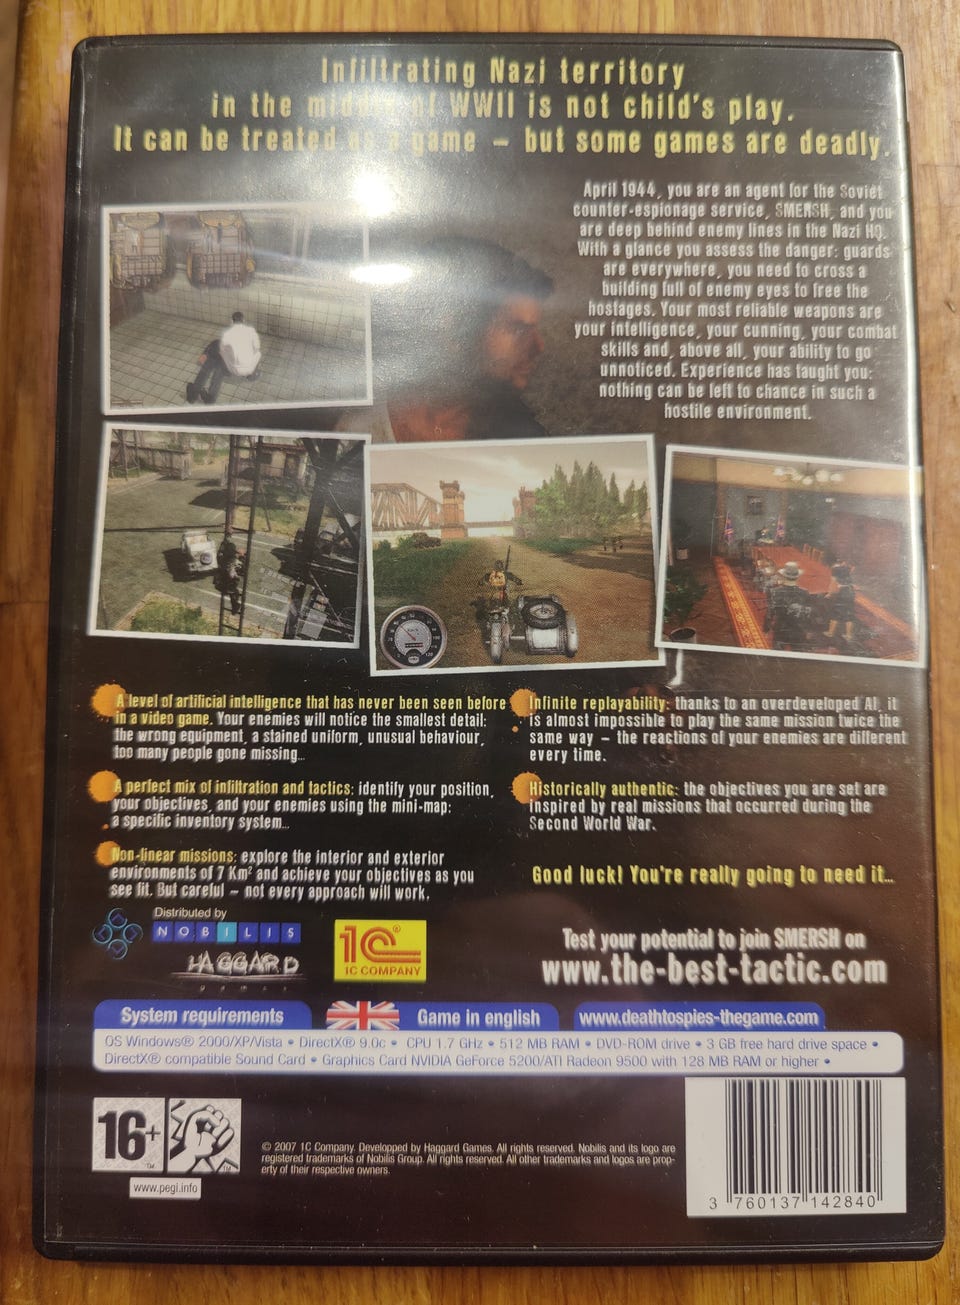 Infiltrating Nazi territory
in the middle of WWII is not child's play.
It can be treated as a game – but some games are deadly.
April 1944, you are an agent for the Soviet
counter-espionage service, SMERSH, and you
are deep behind enemy lines in the Nazi HQ.
With a glance you assess the danger: guards
are everywhere, you need to cross a
building full of enemy eyes to free the
hostages. Your most reliable weapons are
your intelligence, your cunning, your combat
skills and, above all, your ability to go
unnoticed. Experience has taught you:
nothing can be left to chance in such a
hostile environment.
A level of artificial intelligence that has never been seen before
in a video game. Your enemies will notice the smallest detail:
the wrong equipment, a stained uniform, unusual behaviour,
too many people gone missing...
A perfect mix of infiltration and tactics: identify your position,
your objectives, and your enemies using the mini-map:
a specific inventory system...
Non-linear missions: explore the interior and exterior
environments of 7 Km² and achieve your objectives as you
see fit. But careful – not every approach will work.
Infinite replayability: thanks to an overdeveloped AI, it
is almost impossible to play the same mission twice the
same way – the reactions of your enemies are different
every time.
Historically authentic: the objectives you are set are
inspired by real missions that occurred during the
Second World War.
Good luck! You're really going to need it...
Distributed by
NOBILIS
HAGGARD
games
1C®
1C COMPANY
Test your potential to join SMERSH on
www.the-best-tactic.com
System requirements
Game in english
www.deathtospies-thegame.com
OS Windows® 2000/XP/Vista • DirectX® 9.0c • CPU 1.7 GHz • 512 MB RAM • DVD-ROM drive • 3 GB free hard drive space •
DirectX® compatible Sound Card • Graphics Card NVIDIA GeForce 5200/ATI Radeon 9500 with 128 MB RAM or higher •
16+™
™
www.pegi.info
© 2007 1C Company. Developped by Haggard Games. All rights reserved. Nobilis and its logo are
registered trademarks of Nobilis Group. All rights reserved. All other trademarks and logos are prop-
erty of their respective owners.
3 760137 142840